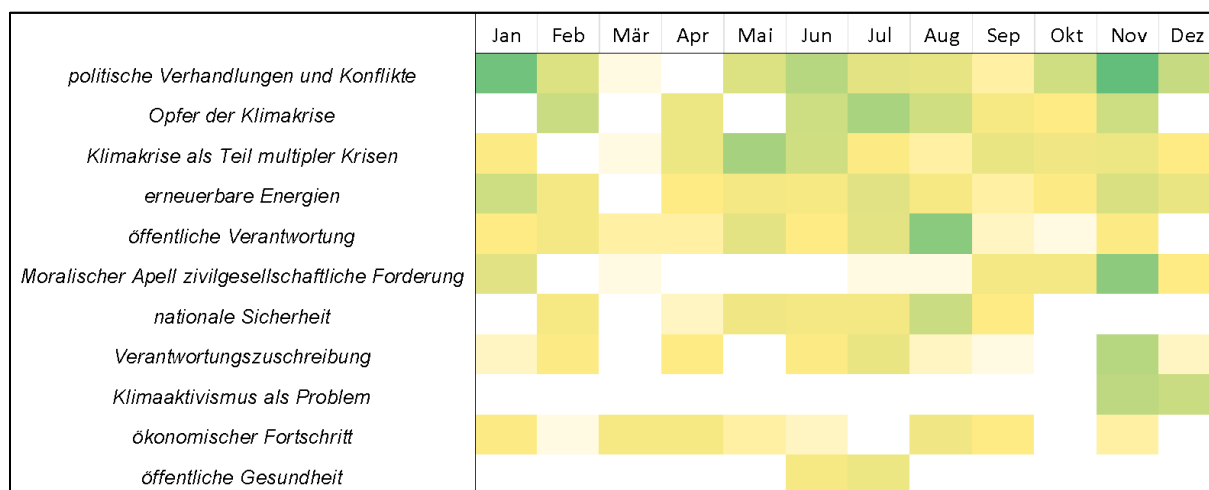 Jan Feb Mär Apr Mai Jun Jul Aug Sep Okt Nov Dez
politische Verhandlungen und Konflikte
Opfer der Klimakrise
Klimakrise als Teil multipler Krisen
erneuerbare Energien
öffentliche Verantwortung
Moralischer Apell zivilgesellschaftliche Forderung
nationale Sicherheit
Verantwortungszuschreibung
Klimaaktivismus als Problem
ökonomischer Fortschritt
öffentliche Gesundheit